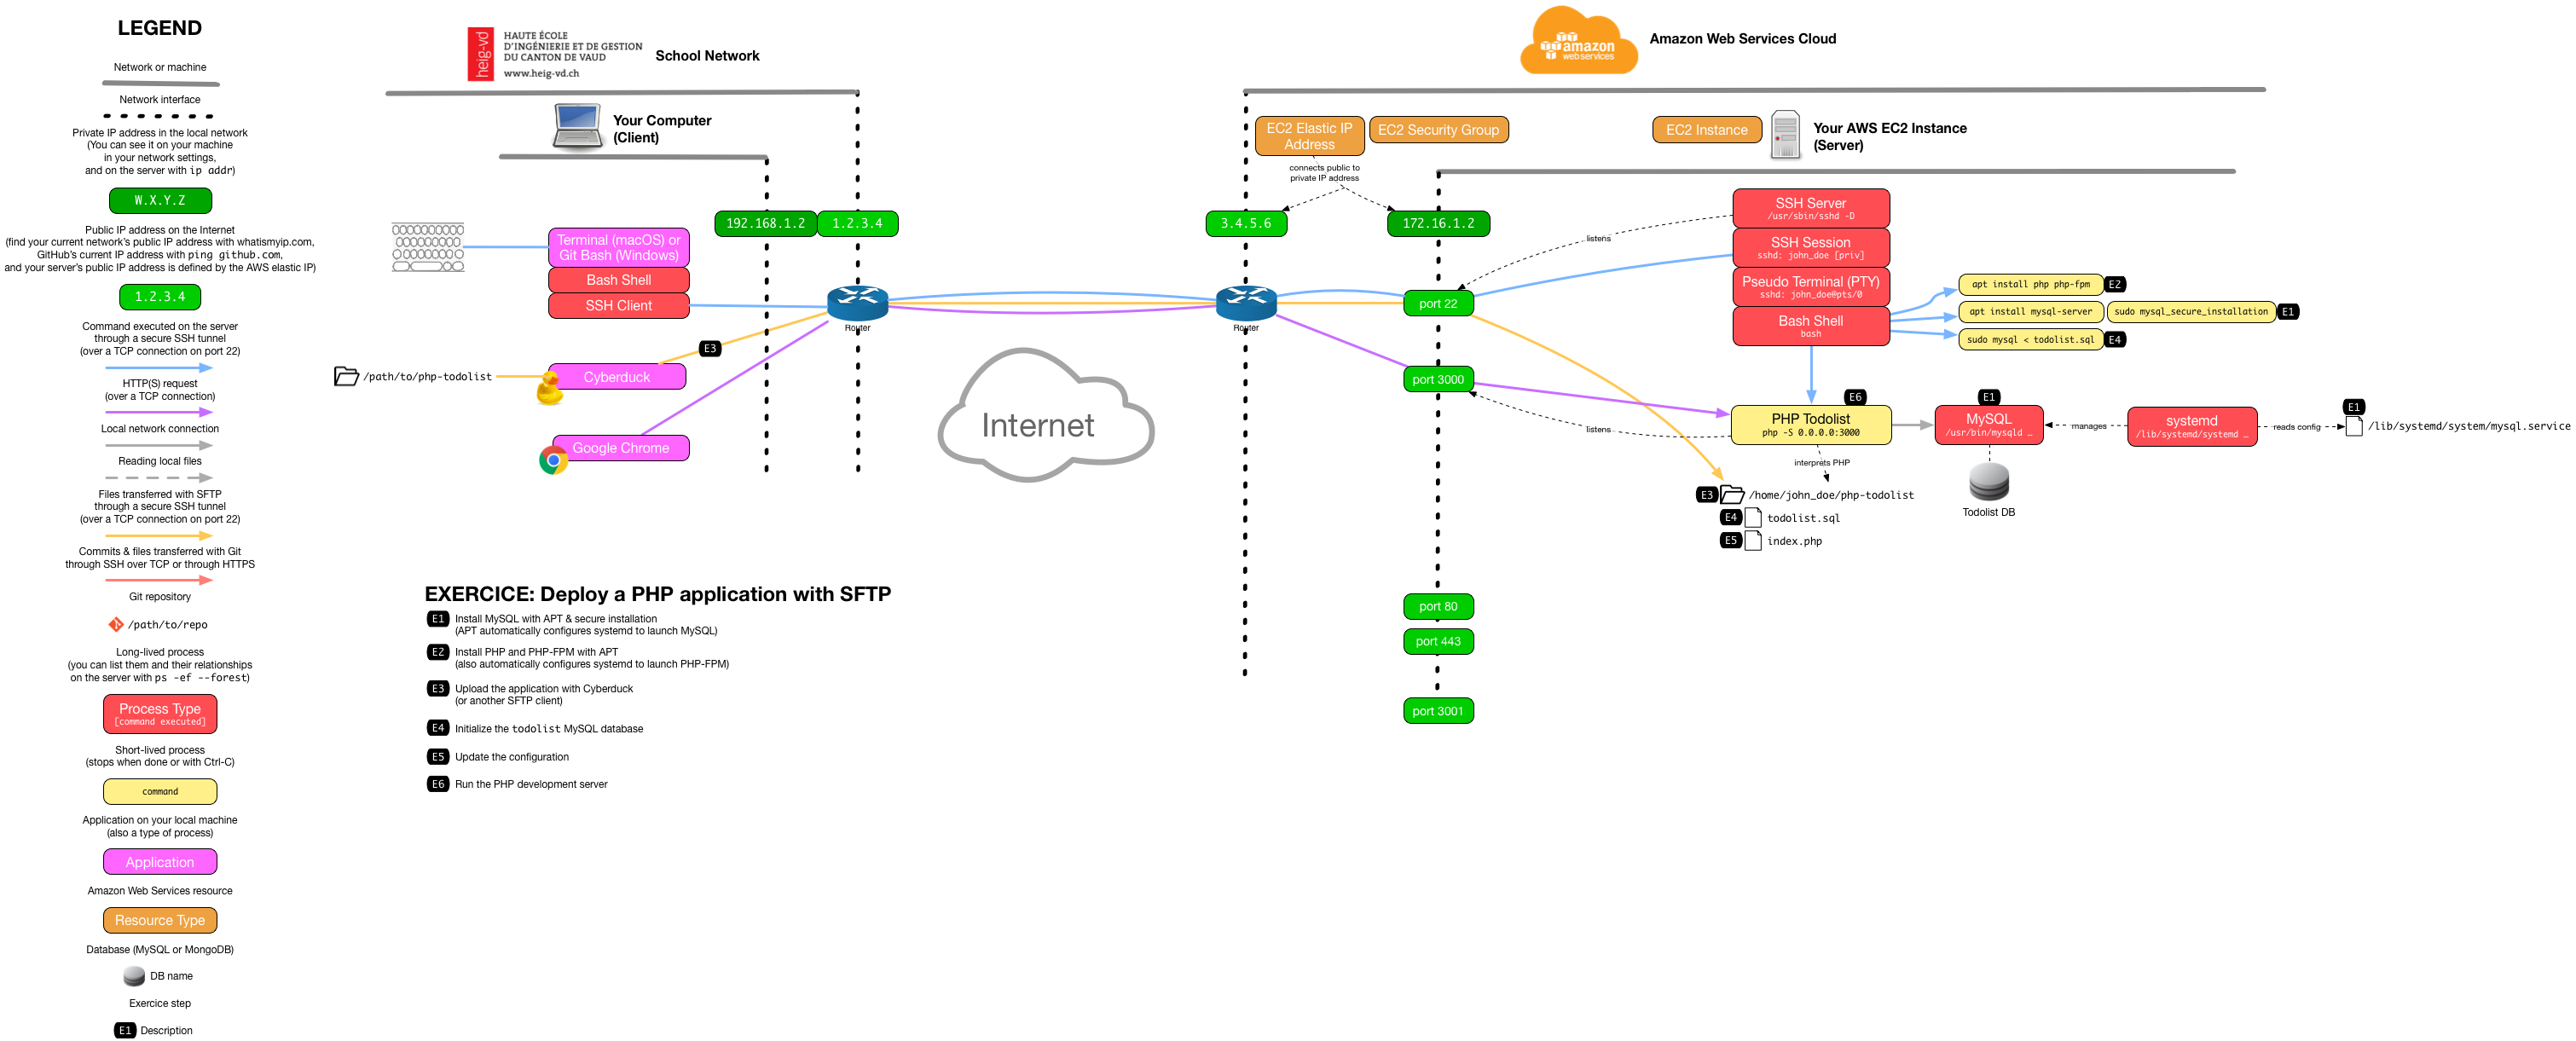 LEGEND
Network or machine
Network interface
Private IP address in the local network
(You can see it on your machine
in your network settings,
and on the server with ip addr)
W.X.Y.Z
Public IP address on the Internet
(find your current network's public IP address with whatismyip.com,
GitHub's current IP address with ping github.com,
and your server's public IP address is defined by the AWS elastic IP)
1.2.3.4
Command executed on the server
through a secure SSH tunnel
(over a TCP connection on port 22)
HTTP(S) request
(over a TCP connection)
Local network connection
Reading local files
Files transferred with SFTP
through a secure SSH tunnel
(over a TCP connection on port 22)
Commits & files transferred with Git
through SSH over TCP or through HTTPS
Git repository
/path/to/repo
Long-lived process
(you can list them and their relationships
on the server with ps -ef --forest)
Process Type
[command executed]
Short-lived process
(stops when done or with Ctrl-C)
command
Application on your local machine
(also a type of process)
Application
Amazon Web Services resource
Resource Type
Database (MySQL or MongoDB)
DB name
Exercice step
E1 Description
heig-vd
HAUTE ÉCOLE
D'INGÉNIERIE ET DE GESTION
DU CANTON DE VAUD
www.heig-vd.ch
School Network
Your Computer
(Client)
192.168.1.2
1.2.3.4
Terminal (macOS) or
Git Bash (Windows)
Bash Shell
SSH Client
Router
E3
/path/to/php-todolist
Cyberduck
Google Chrome
Internet
amazon
webservices
Amazon Web Services Cloud
EC2 Elastic IP
Address
EC2 Security Group
EC2 Instance
Your AWS EC2 Instance
(Server)
connects public to
private IP address
3.4.5.6
172.16.1.2
Router
listens
port 22
port 3000
listens
port 80
port 443
port 3001
SSH Server
/usr/sbin/sshd -D
SSH Session
sshd: john_doe [priv]
Pseudo Terminal (PTY)
sshd: john_doe@pts/0
Bash Shell
bash
apt install php php-fpm E2
apt install mysql-server sudo mysql_secure_installation E1
sudo mysql < todolist.sql E4
E6
PHP Todolist
php -S 0.0.0.0:3000
E1
MySQL
/usr/bin/mysqld …
manages
systemd
/lib/systemd/systemd …
reads config
E1
/lib/systemd/system/mysql.service
interprets PHP
Todolist DB
E3 /home/john_doe/php-todolist
E4 todolist.sql
E5 index.php
EXERCICE: Deploy a PHP application with SFTP
E1 Install MySQL with APT & secure installation
(APT automatically configures systemd to launch MySQL)
E2 Install PHP and PHP-FPM with APT
(also automatically configures systemd to launch PHP-FPM)
E3 Upload the application with Cyberduck
(or another SFTP client)
E4 Initialize the todolist MySQL database
E5 Update the configuration
E6 Run the PHP development server